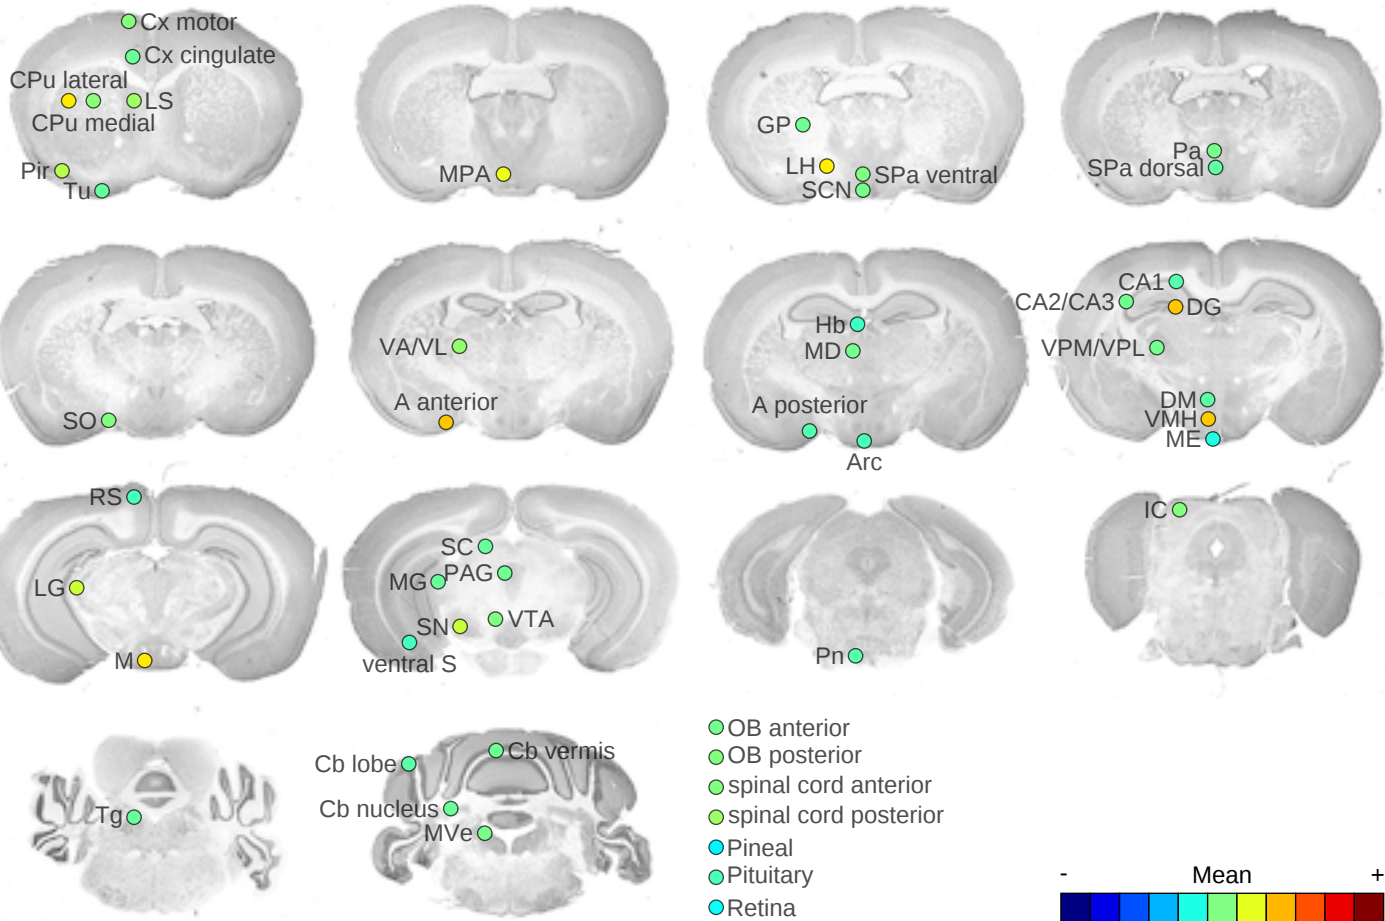 Cx motor
Cx cingulate
CPu lateral
LS
CPu medial
Pir
Tu
MPA
GP
LH
SPa ventral
SCN
Pa
SPa dorsal
SO
VA/VL
A anterior
Hb
MD
A posterior
Arc
CA1
CA2/CA3
DG
VPM/VPL
DM
VMH
ME
RS
LG
M
SC
MG
PAG
SN
VTA
ventral S
Pn
IC
Tg
Cb lobe
Cb vermis
Cb nucleus
MVe
OB anterior
OB posterior
spinal cord anterior
spinal cord posterior
Pineal
Pituitary
Retina
- Mean +